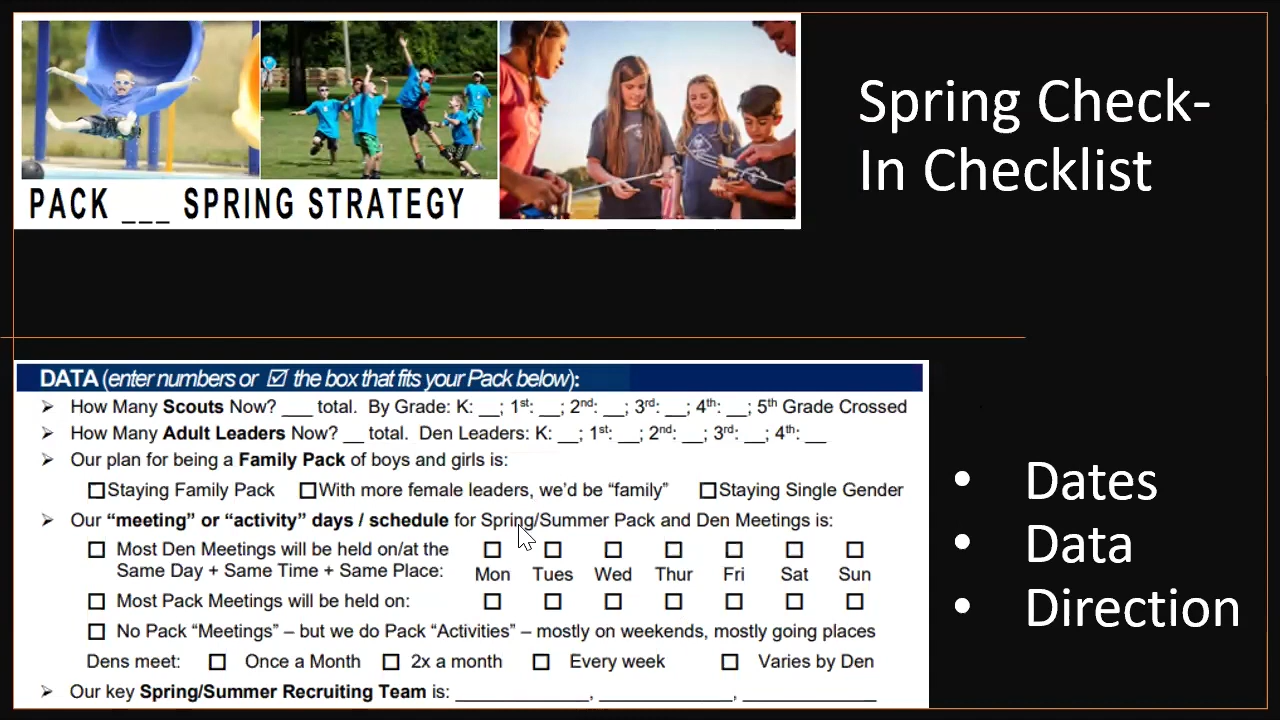 Spring Check-
In Checklist
PACK ___ SPRING STRATEGY
DATA (enter numbers or ☑ the box that fits your Pack below):
➢ How Many Scouts Now? ___ total. By Grade: K: __; 1st: __; 2nd: __; 3rd: __; 4th: __; 5th Grade Crossed
➢ How Many Adult Leaders Now? __ total. Den Leaders: K: __; 1st: __; 2nd: __; 3rd: __; 4th: __
➢ Our plan for being a Family Pack of boys and girls is:
☐Staying Family Pack ☐With more female leaders, we’d be “family” ☐Staying Single Gender
➢ Our “meeting” or “activity” days / schedule for Spring/Summer Pack and Den Meetings is:
☐ Most Den Meetings will be held on/at the ☐ ☐ ☐ ☐ ☐ ☐ ☐
Same Day + Same Time + Same Place: Mon Tues Wed Thur Fri Sat Sun
☐ Most Pack Meetings will be held on: ☐ ☐ ☐ ☐ ☐ ☐ ☐
☐ No Pack “Meetings” – but we do Pack “Activities” – mostly on weekends, mostly going places
Dens meet: ☐ Once a Month ☐ 2x a month ☐ Every week ☐ Varies by Den
➢ Our key Spring/Summer Recruiting Team is: _____________, _____________, _____________
• Dates
• Data
• Direction